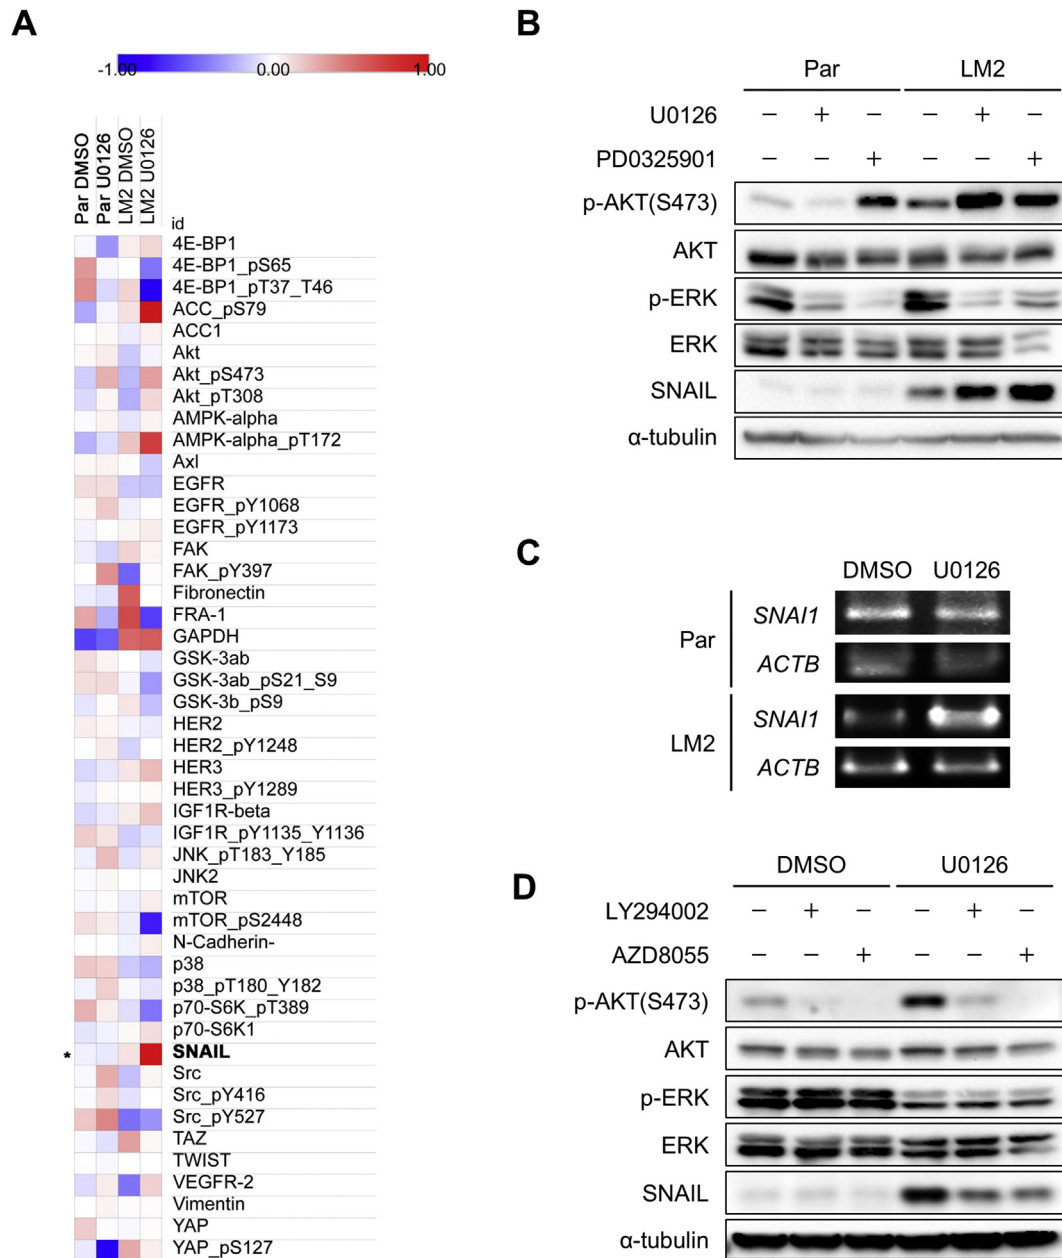 A
-1.00 0.00 1.00
Par DMSO
Par U0126
LM2 DMSO
LM2 U0126
id
4E-BP1
4E-BP1_pS65
4E-BP1_pT37_T46
ACC_pS79
ACC1
Akt
Akt_pS473
Akt_pT308
AMPK-alpha
AMPK-alpha_pT172
Axl
EGFR
EGFR_pY1068
EGFR_pY1173
FAK
FAK_pY397
Fibronectin
FRA-1
GAPDH
GSK-3ab
GSK-3ab_pS21_S9
GSK-3b_pS9
HER2
HER2_pY1248
HER3
HER3_pY1289
IGF1R-beta
IGF1R_pY1135_Y1136
JNK_pT183_Y185
JNK2
mTOR
mTOR_pS2448
N-Cadherin-
p38
p38_pT180_Y182
p70-S6K_pT389
p70-S6K1
* SNAIL
Src
Src_pY416
Src_pY527
TAZ
TWIST
VEGFR-2
Vimentin
YAP
YAP_pS127
B
Par LM2
U0126 – + – – + –
PD0325901 – – + – – +
p-AKT(S473)
AKT
p-ERK
ERK
SNAIL
α-tubulin
C
DMSO U0126
Par
SNAI1
ACTB
LM2
SNAI1
ACTB
D
DMSO U0126
LY294002 – + – – + –
AZD8055 – – + – – +
p-AKT(S473)
AKT
p-ERK
ERK
SNAIL
α-tubulin